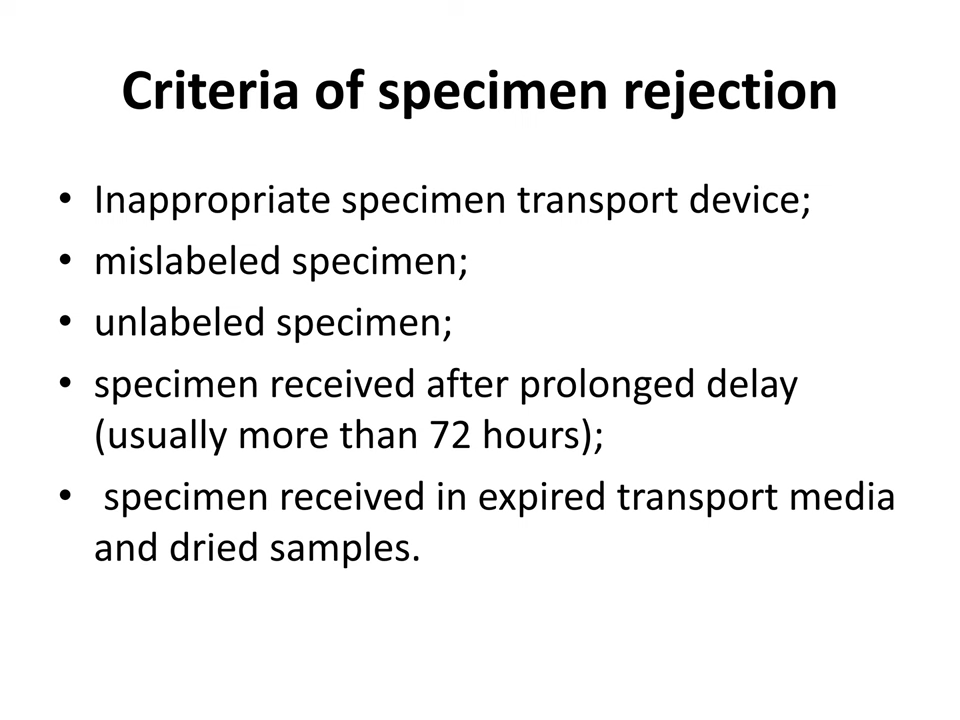 Criteria of specimen rejection
• Inappropriate specimen transport device;
• mislabeled specimen;
• unlabeled specimen;
• specimen received after prolonged delay
(usually more than 72 hours);
• specimen received in expired transport media
and dried samples.